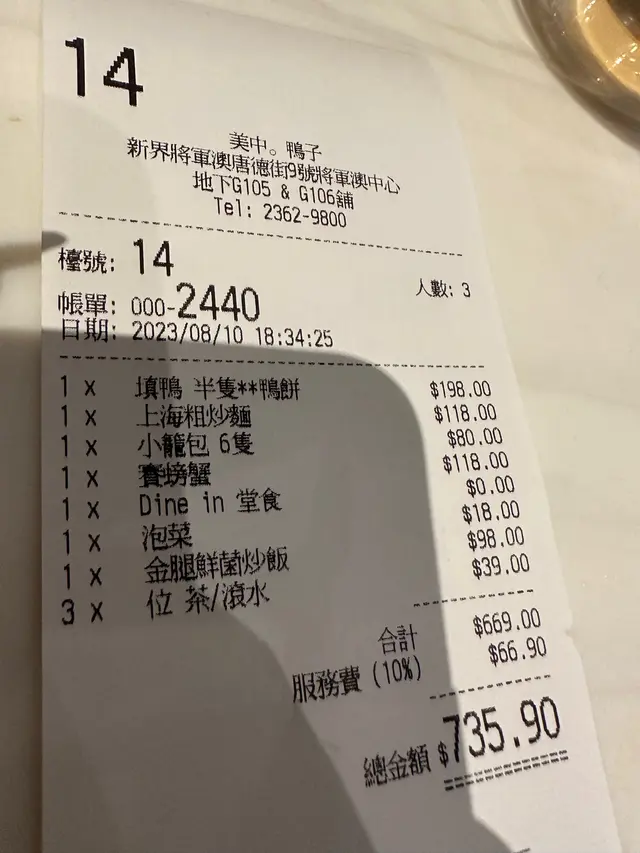 14
美中。鴨子
新界將軍澳唐德街9號將軍澳中心
地下G105 & G106舖
Tel: 2362-9800
檯號: 14 人數: 3
帳單: 000-2440
日期: 2023/08/10 18:34:25
1 x 填鴨 半隻**鴨餅 $198.00
1 x 上海粗炒麵 $118.00
1 x 小籠包 6隻 $80.00
1 x 賽螃蟹 $118.00
1 x Dine in 堂食 $0.00
1 x 泡菜 $18.00
1 x 金腿鮮菌炒飯 $98.00
3 x 位 茶/滾水 $39.00
合計 $669.00
服務費 (10%) $66.90
總金額 $735.90